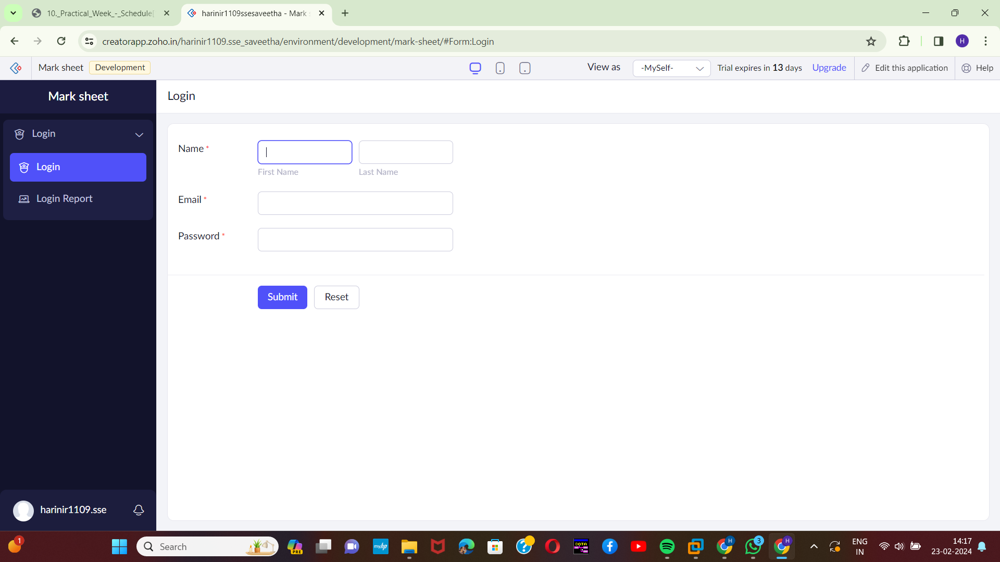 10._Practical_Week_-_Schedule[
harinir1109ssesaveetha - Mark s
creatorapp.zoho.in/harinir1109.sse_saveetha/environment/development/mark-sheet/#Form:Login
H
Mark sheet
Development
View as
-MySelf-
Trial expires in 13 days
Upgrade
Edit this application
Help
Mark sheet
Login
Login
Login Report
Login
Name *
First Name
Last Name
Email *
Password *
Submit
Reset
harinir1109.sse
1
Search
PRE
myhp
DATA
H
3
H
ENG
IN
14:17
23-02-2024